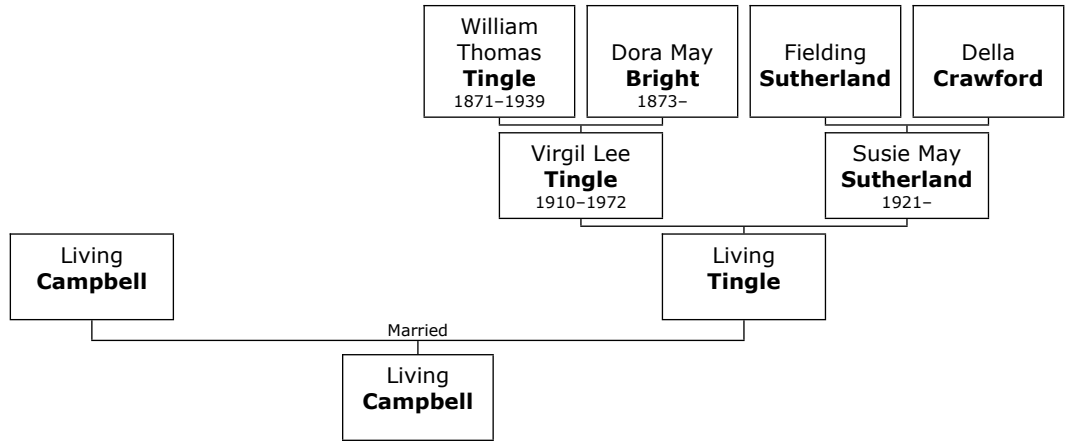 William
Thomas
Tingle
1871–1939
Dora May
Bright
1873–
Fielding
Sutherland
Della
Crawford
Virgil Lee
Tingle
1910–1972
Susie May
Sutherland
1921–
Living
Campbell
Living
Tingle
Married
Living
Campbell